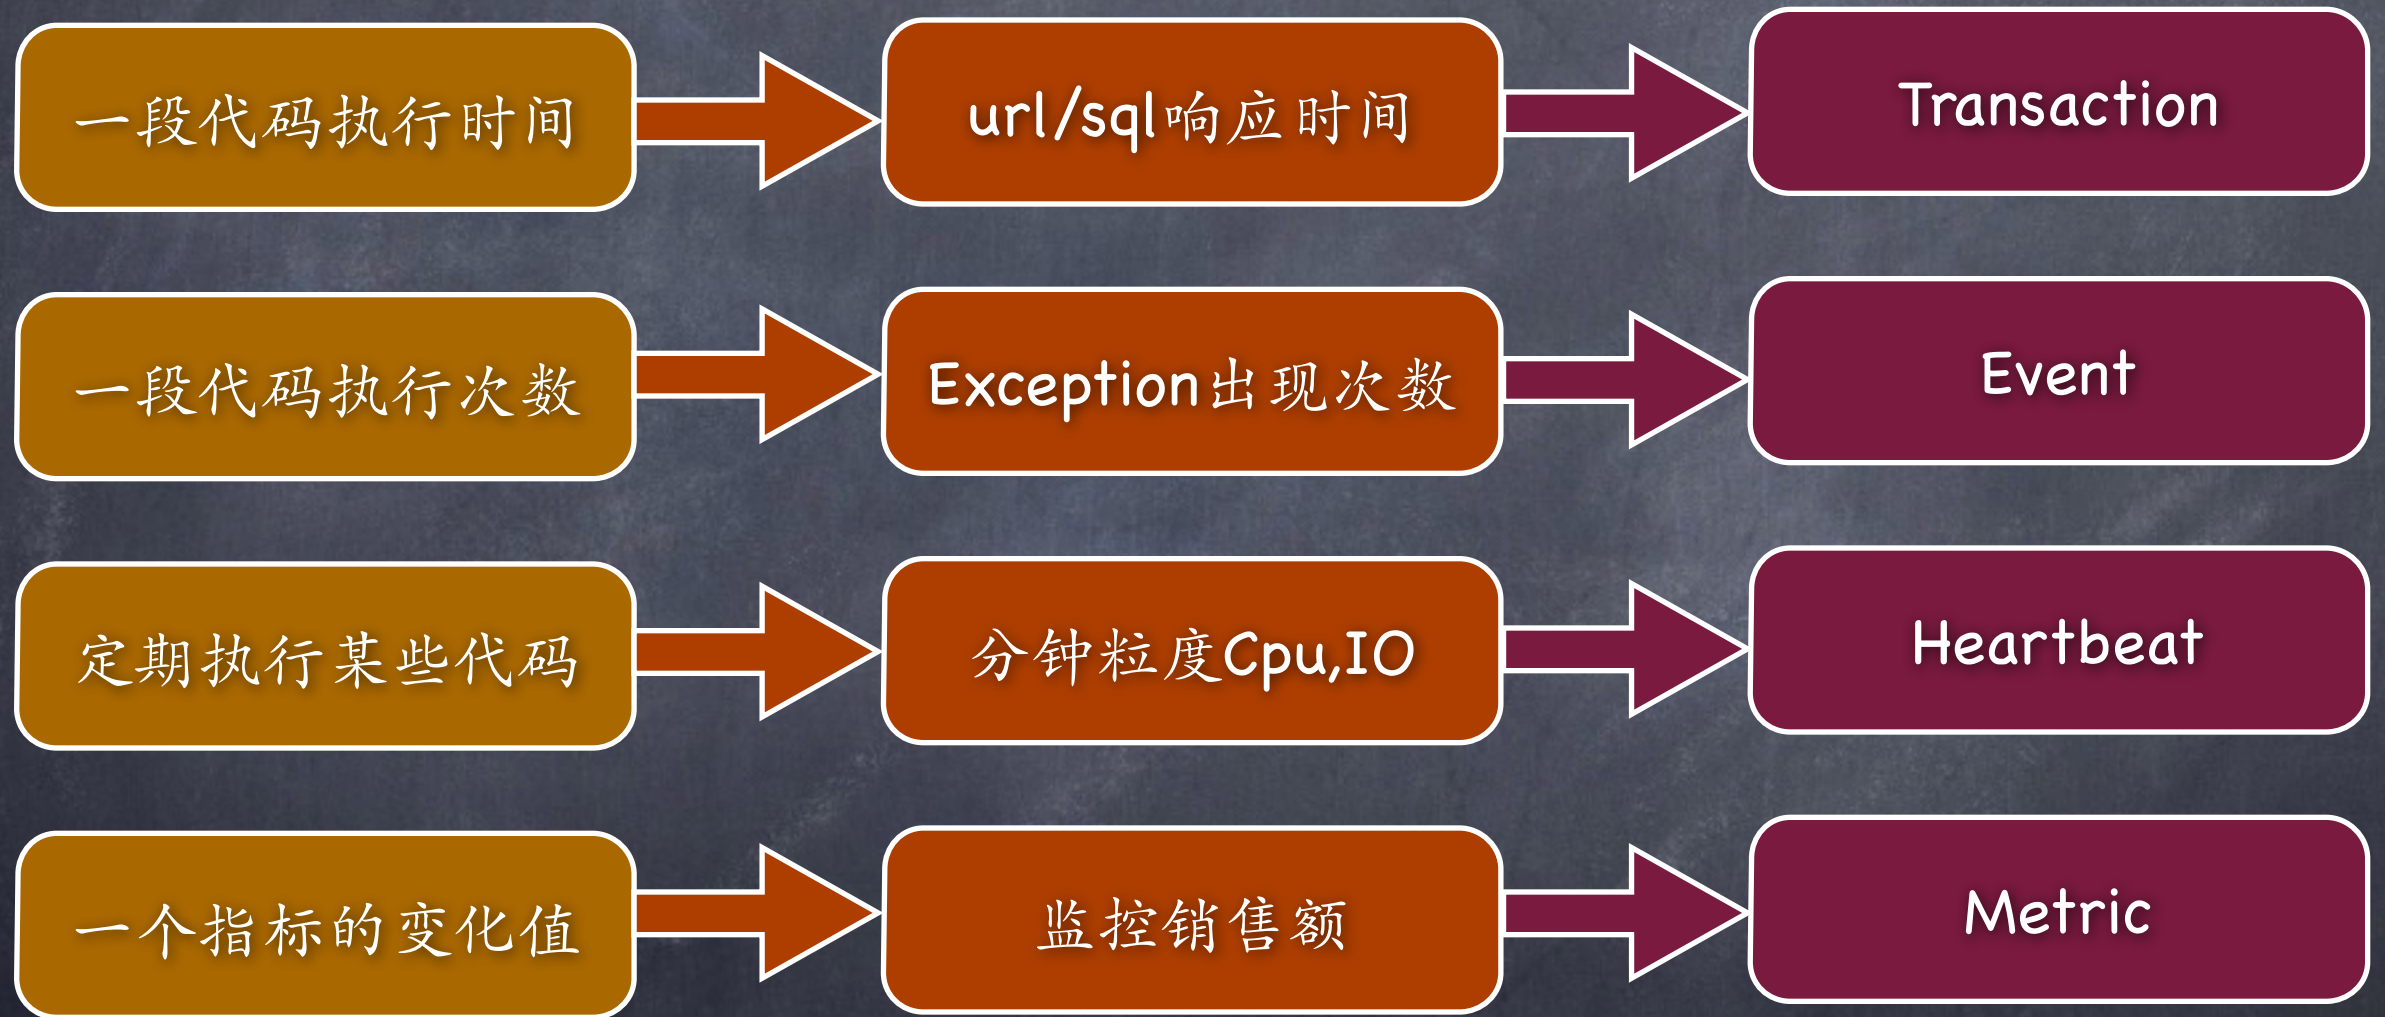 一段代码执行时间
url/sql响应时间
Transaction
一段代码执行次数
Exception出现次数
Event
定期执行某些代码
分钟粒度Cpu,IO
Heartbeat
一个指标的变化值
监控销售额
Metric